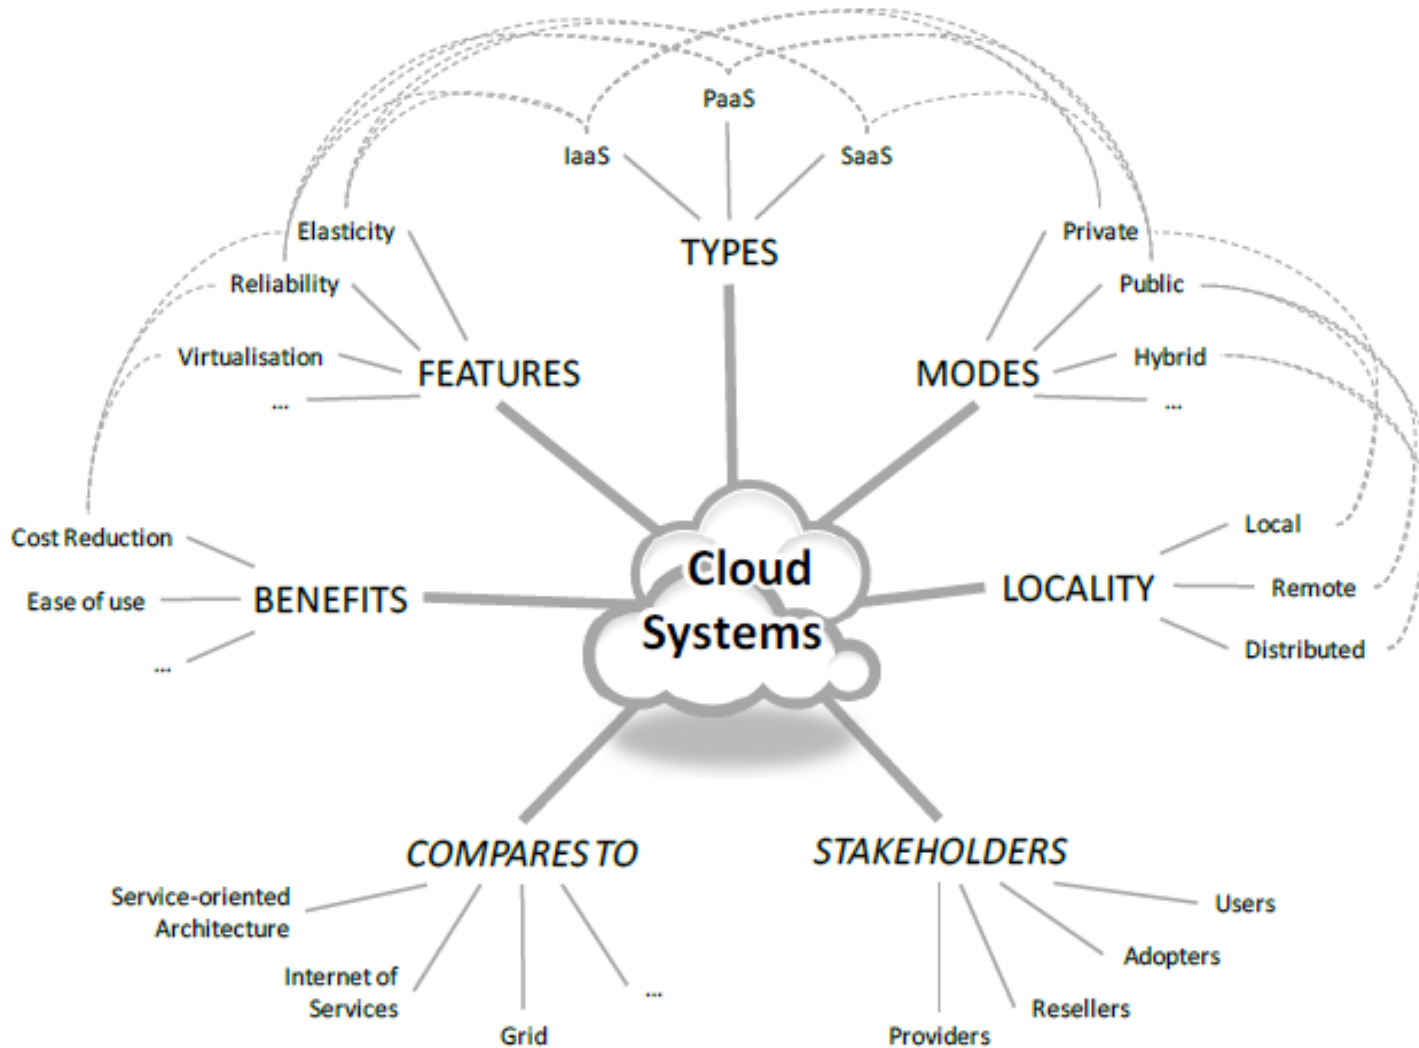 PaaS
IaaS
SaaS
TYPES
Elasticity
Reliability
Virtualisation
...
FEATURES
Private
Public
Hybrid
...
MODES
Cost Reduction
Ease of use
...
BENEFITS
Cloud
Systems
LOCALITY
Local
Remote
Distributed
COMPARES TO
Service-oriented
Architecture
Internet of
Services
Grid
...
STAKEHOLDERS
Users
Adopters
Resellers
Providers